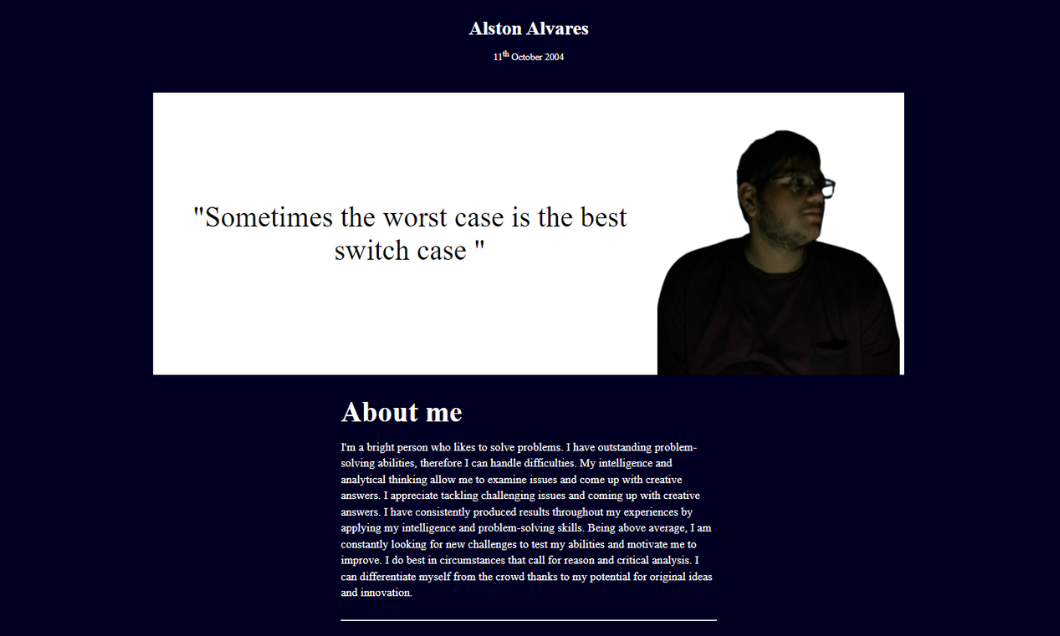 Alston Alvares
11th October 2004
"Sometimes the worst case is the best
switch case "
About me
I'm a bright person who likes to solve problems. I have outstanding problem-
solving abilities, therefore I can handle difficulties. My intelligence and
analytical thinking allow me to examine issues and come up with creative
answers. I appreciate tackling challenging issues and coming up with creative
answers. I have consistently produced results throughout my experiences by
applying my intelligence and problem-solving skills. Being above average, I am
constantly looking for new challenges to test my abilities and motivate me to
improve. I do best in circumstances that call for reason and critical analysis. I
can differentiate myself from the crowd thanks to my potential for original ideas
and innovation.